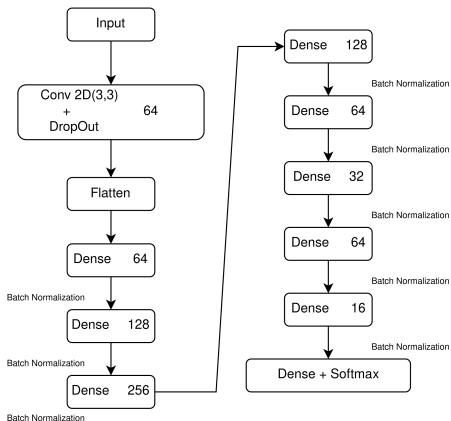 Input
Conv 2D(3,3)
+ 64
DropOut
Flatten
Dense 64
Batch Normalization
Dense 128
Batch Normalization
Dense 256
Batch Normalization
Dense 128
Batch Normalization
Dense 64
Batch Normalization
Dense 32
Batch Normalization
Dense 64
Batch Normalization
Dense 16
Batch Normalization
Dense + Softmax